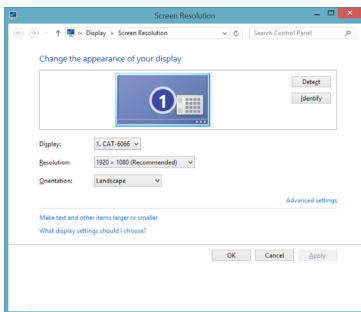 Screen Resolution
« Display ▸ Screen Resolution
Search Control Panel
Change the appearance of your display
1
Detect
Identify
Display: 1. CAT-6066
Resolution: 1920 × 1080 (Recommended)
Orientation: Landscape
Advanced settings
Make text and other items larger or smaller
What display settings should I choose?
OK Cancel Apply